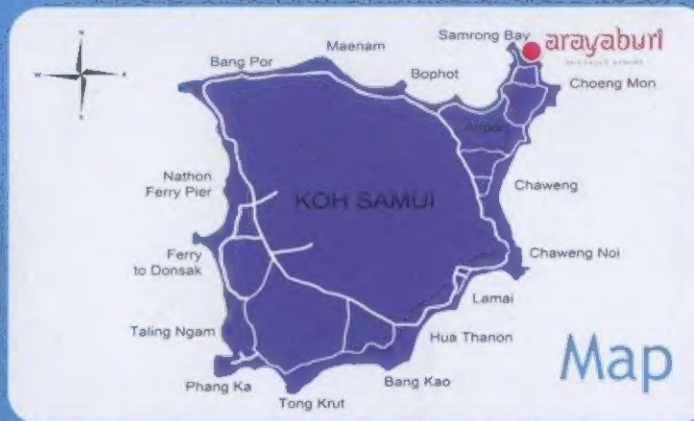 Samrong Bay
arayaburi
Maenam
Bang Por
Bophot
Choeng Mon
Airport
Nathon
Ferry Pier
KOH SAMUI
Chaweng
Ferry
to Donsak
Chaweng Noi
Lamai
Taling Ngam
Hua Thanon
Map
Phang Ka
Bang Kao
Tong Krut